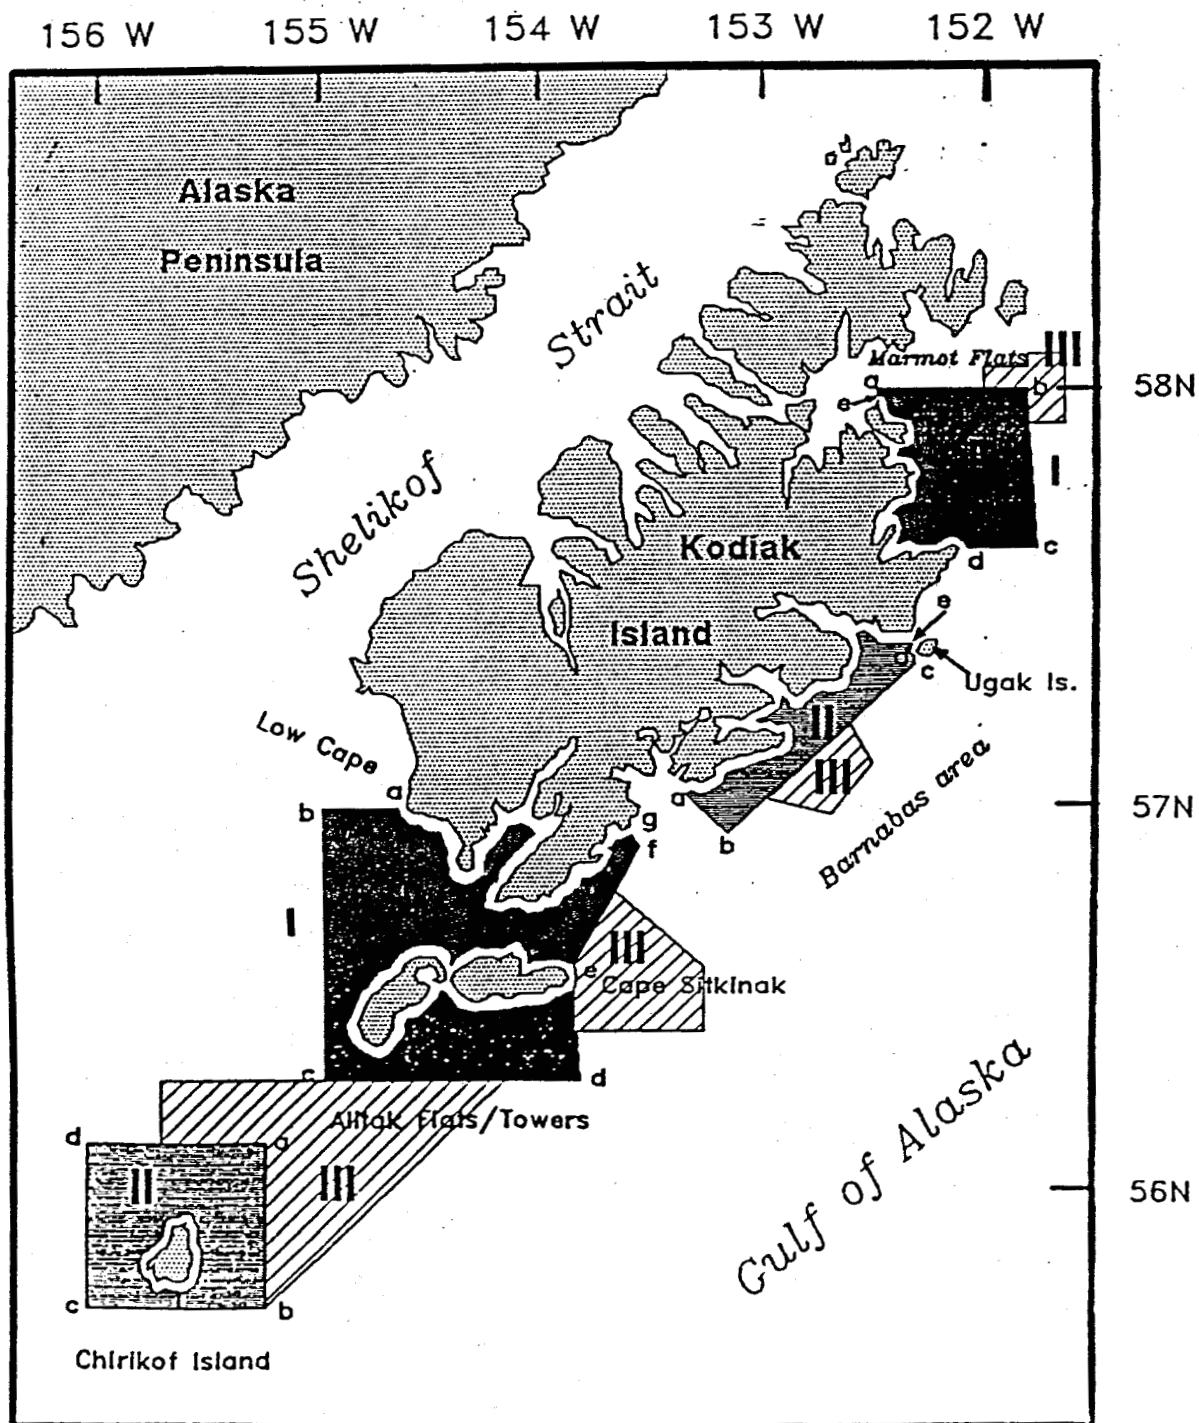 156 W 155 W 154 W 153 W 152 W
Alaska
Peninsula
Strait
Shelikof
Marmot Flats III
a
b
58N
e
I
Kodiak
d
c
Island
e
d
c
Ugak Is.
II
Low Cape
III
a
b
a
57N
g
b
f
Barnabas area
I
III
e
Cape Sitkinak
c
d
Alitak Flats/Towers
d
a
II
III
56N
Gulf of Alaska
c
b
Chirikof Island